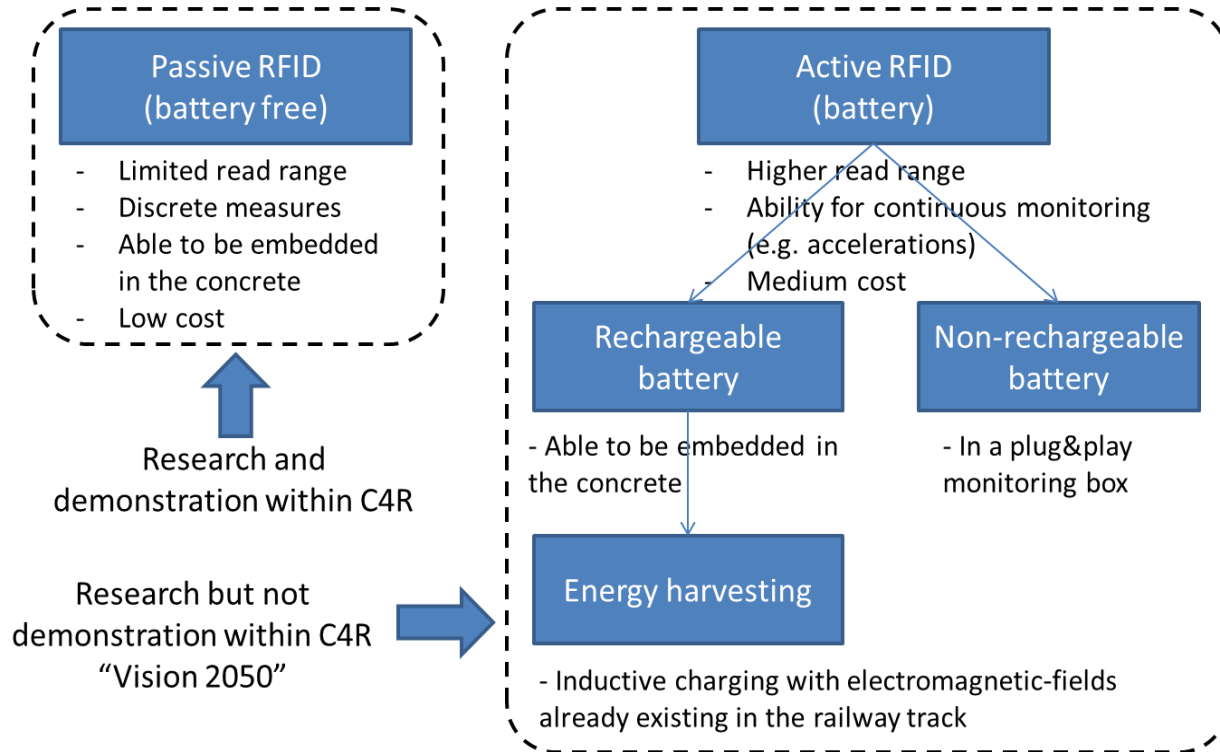 Passive RFID
(battery free)
- Limited read range
- Discrete measures
- Able to be embedded
in the concrete
- Low cost
Research and
demonstration within C4R
Research but not
demonstration within C4R
“Vision 2050”
Active RFID
(battery)
- Higher read range
- Ability for continuous monitoring
(e.g. accelerations)
- Medium cost
Rechargeable
battery
- Able to be embedded in
the concrete
Non-rechargeable
battery
- In a plug&play
monitoring box
Energy harvesting
- Inductive charging with electromagnetic-fields
already existing in the railway track